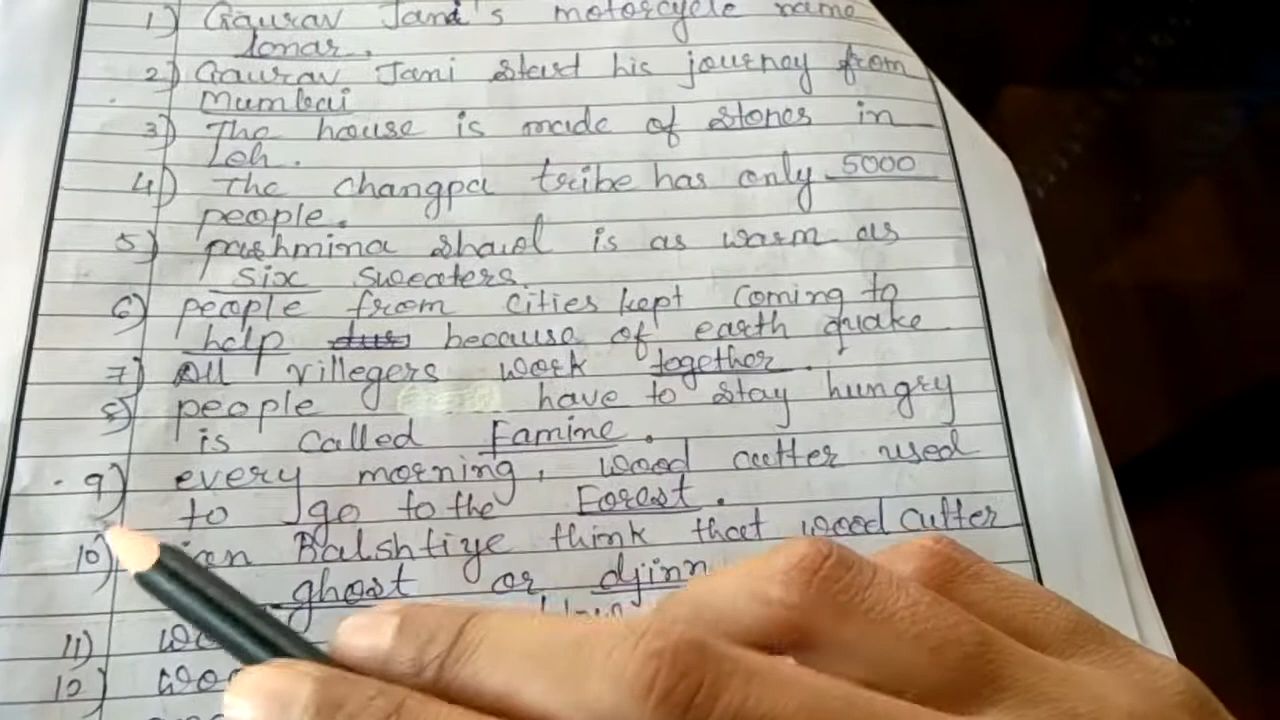 1) Gaurav Jani's motorcycle name
Lonar.
2) Gaurav Jani start his journey from
Mumbai
3) The house is made of stones in
Leh.
4) The changpa tribe has only 5000
people.
5) pashmina shawl is as warm as
six sweaters.
6) people from cities kept coming to
help because of earth quake
7) All villegers work together.
8) people have to stay hungry
is called Famine.
9) every morning, wood cutter used
to go to the Forest.
10) Balshtiye think that wood cutter
ghost or djinn
11)
12)